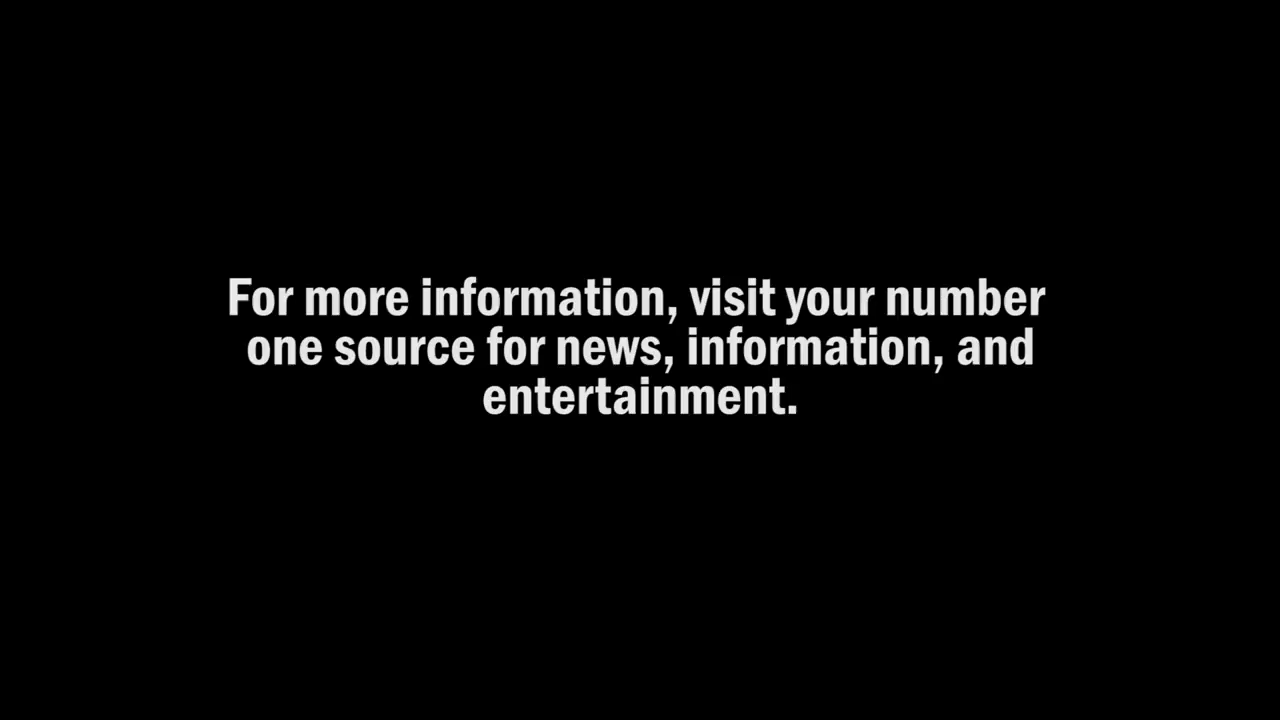 For more information, visit your number
one source for news, information, and
entertainment.